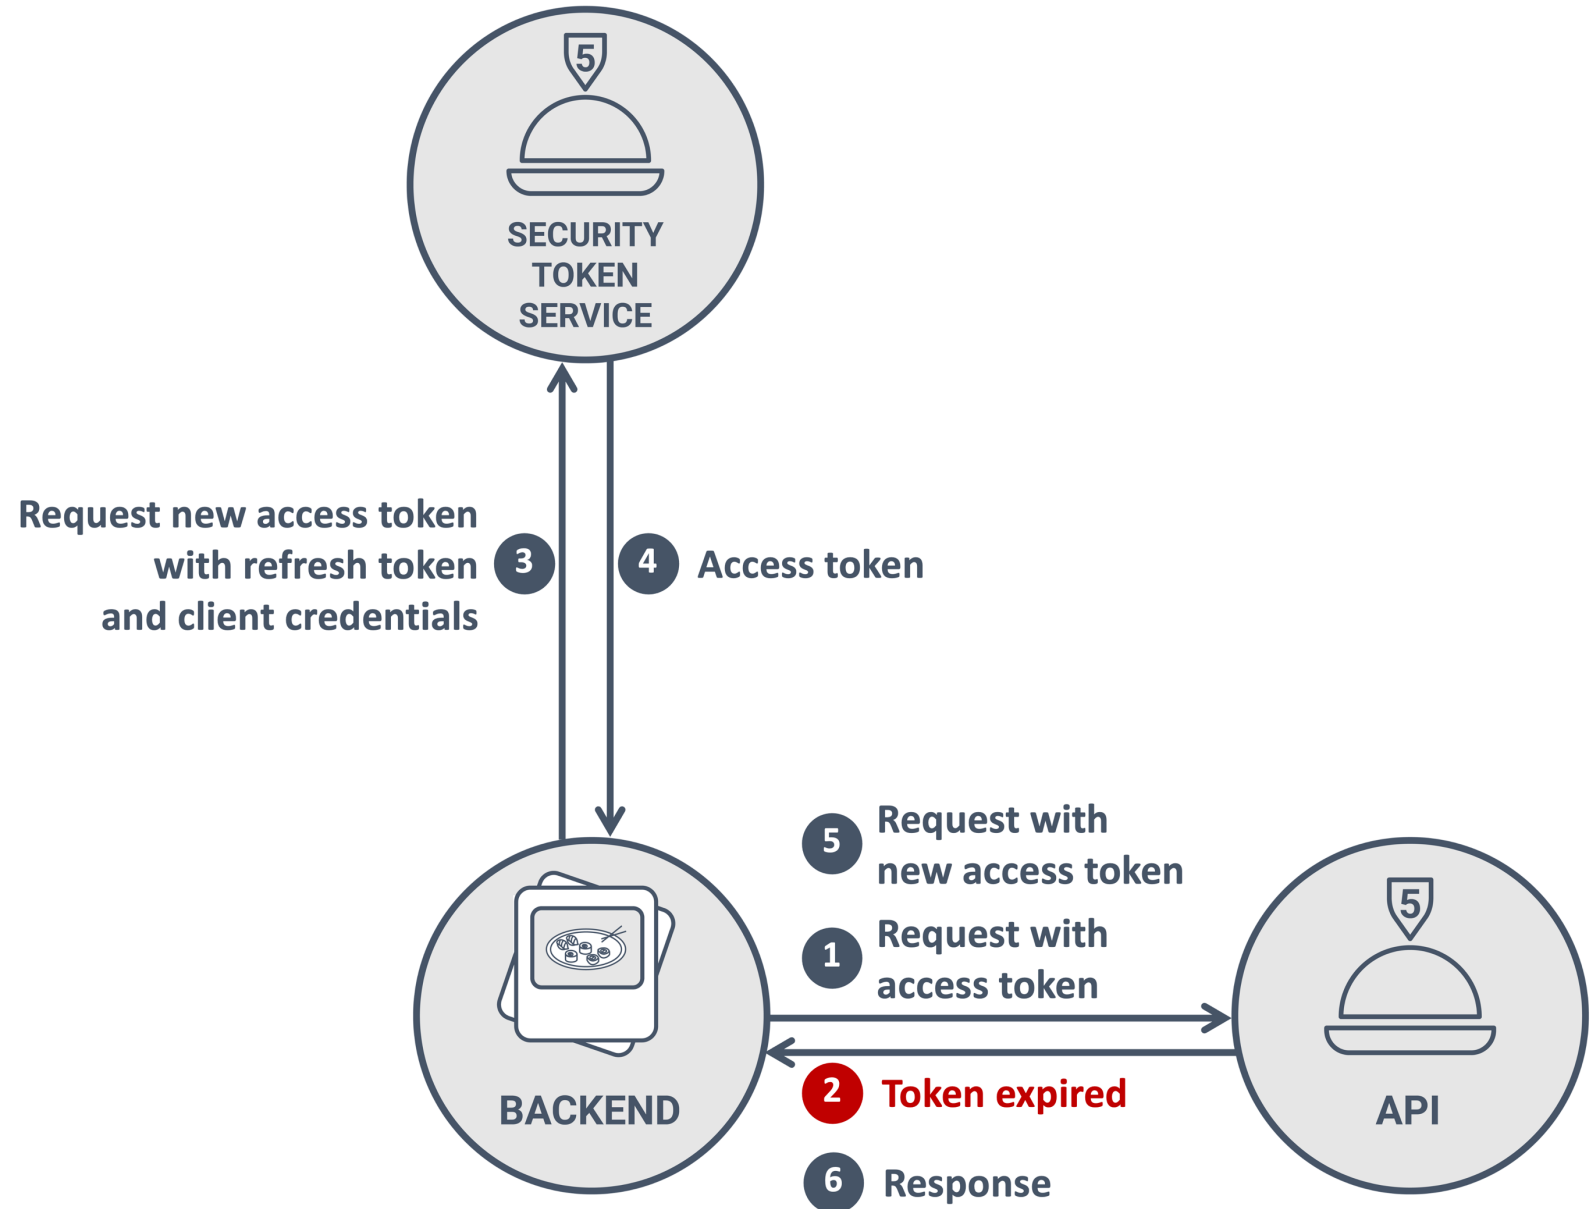 5
SECURITY
TOKEN
SERVICE
Request new access token
with refresh token
and client credentials
3
4
Access token
5
Request with
new access token
1
Request with
access token
2
Token expired
6
Response
BACKEND
5
API